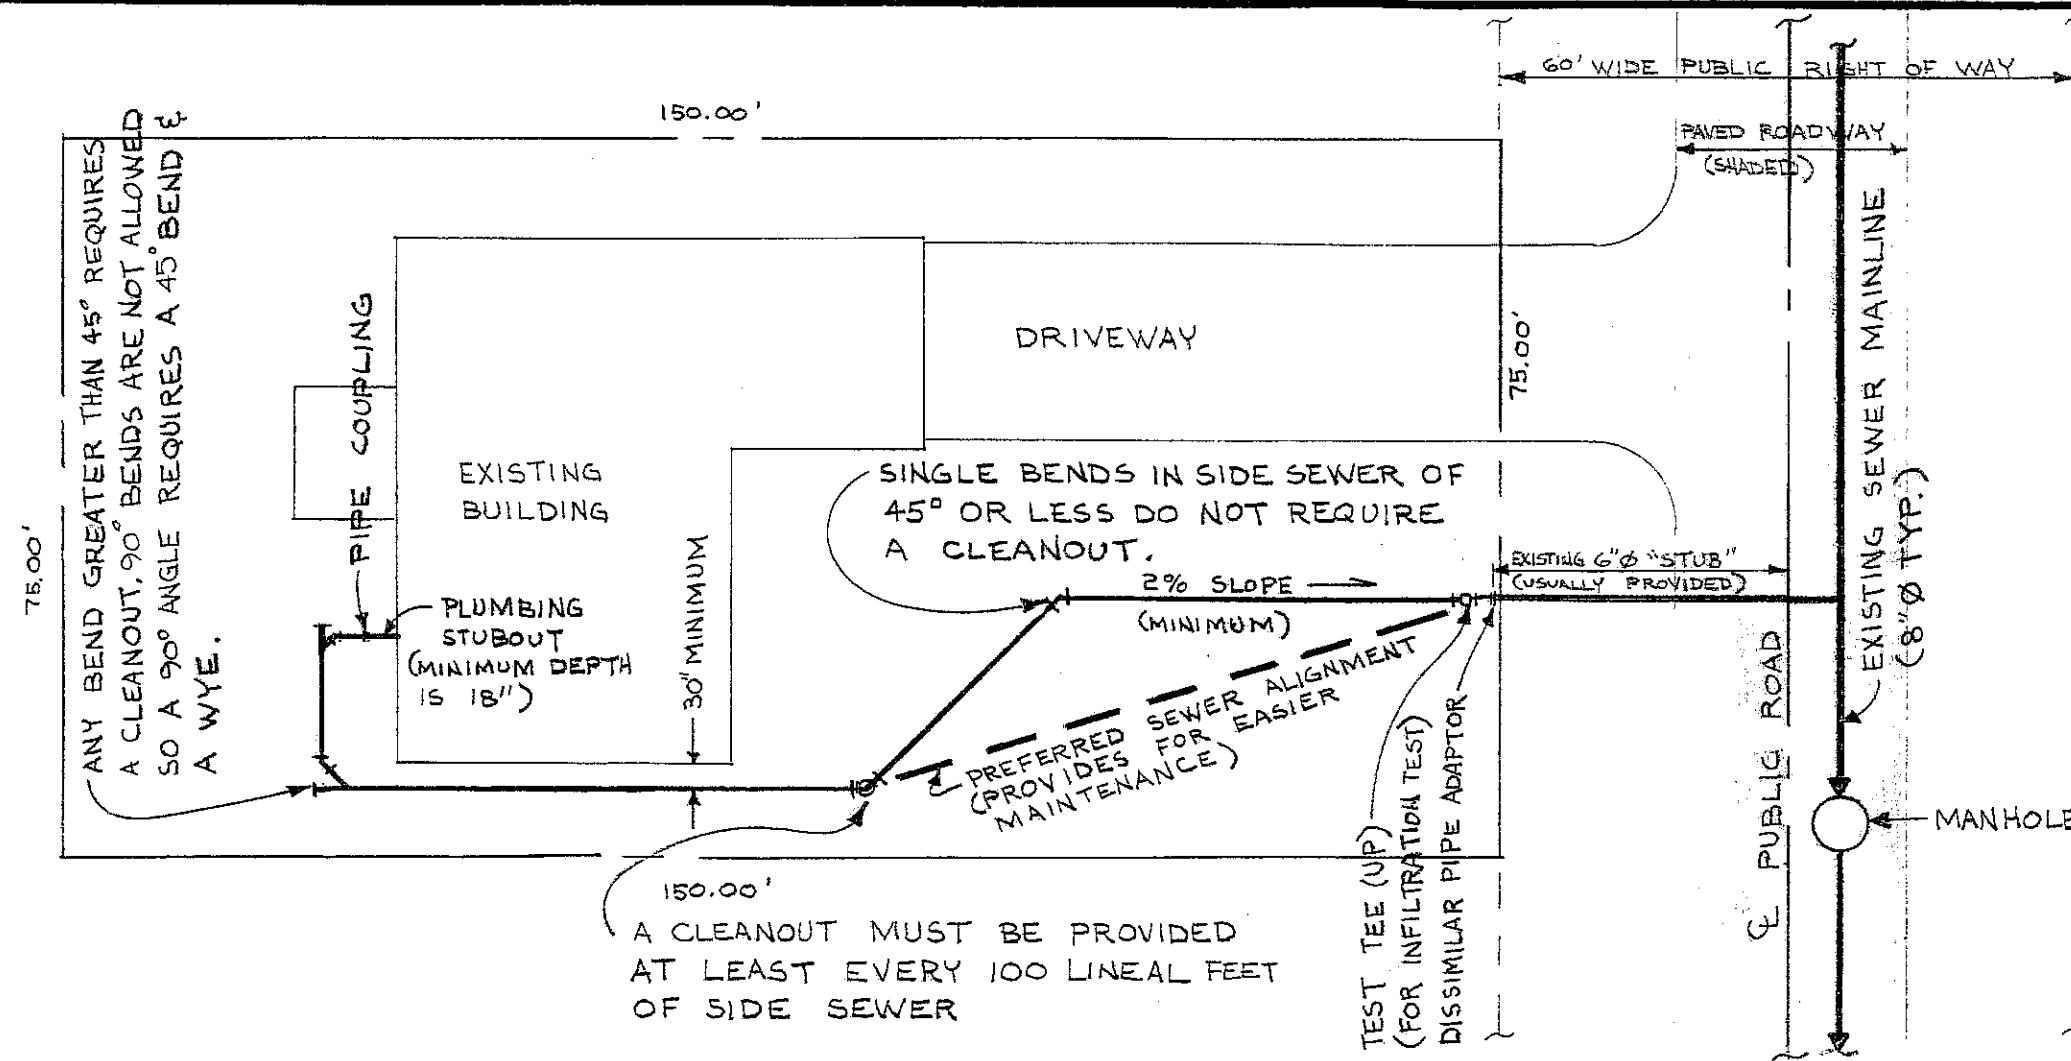 60' WIDE PUBLIC RIGHT OF WAY
150.00'
PAVED ROADWAY
(SHADED)
ANY BEND GREATER THAN 45° REQUIRES
A CLEANOUT. 90° BENDS ARE NOT ALLOWED
SO A 90° ANGLE REQUIRES A 45° BEND &
A WYE.
75.00'
PIPE COUPLING
EXISTING
BUILDING
DRIVEWAY
75.00'
EXISTING SEWER MAINLINE
(8"Ø TYP.)
SINGLE BENDS IN SIDE SEWER OF
45° OR LESS DO NOT REQUIRE
A CLEANOUT.
EXISTING 6"Ø "STUB"
(USUALLY PROVIDED)
PLUMBING
STUBOUT
(MINIMUM DEPTH
IS 18")
30" MINIMUM
2% SLOPE
(MINIMUM)
PREFERRED SEWER ALIGNMENT
(PROVIDES FOR EASIER
MAINTENANCE)
TEST TEE (UP)
(FOR INFILTRATION TEST)
DISSIMILAR PIPE ADAPTOR
℄ PUBLIC ROAD
MANHOLE
150.00'
A CLEANOUT MUST BE PROVIDED
AT LEAST EVERY 100 LINEAL FEET
OF SIDE SEWER